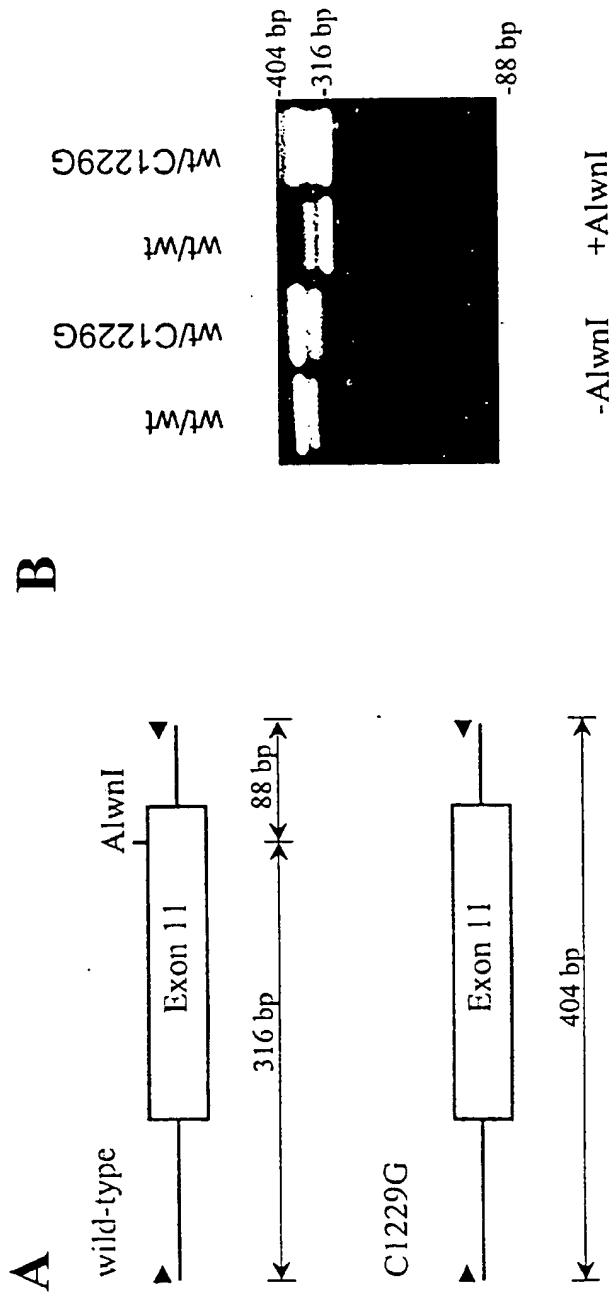 A
wild-type
AlwnI
Exon 11
316 bp
88 bp
C1229G
Exon 11
404 bp
B
wt/wt
wt/C1229G
wt/wt
wt/C1229G
-404 bp
-316 bp
-88 bp
-AlwnI
+AlwnI